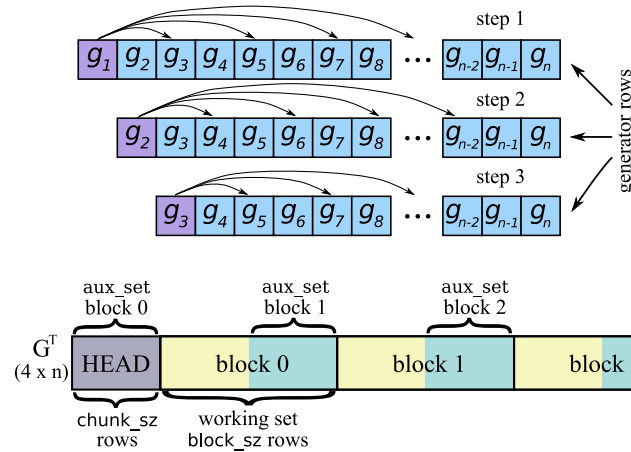 step 1
g1 g2 g3 g4 g5 g6 g7 g8 ... gn-2 gn-1 gn
step 2
g2 g3 g4 g5 g6 g7 g8 ... gn-2 gn-1 gn
step 3
g3 g4 g5 g6 g7 g8 ... gn-2 gn-1 gn
generator rows
aux_set
block 0
aux_set
block 1
aux_set
block 2
G^T
(4 x n)
HEAD
block 0
block 1
block
chunk_sz
rows
working set
block_sz rows